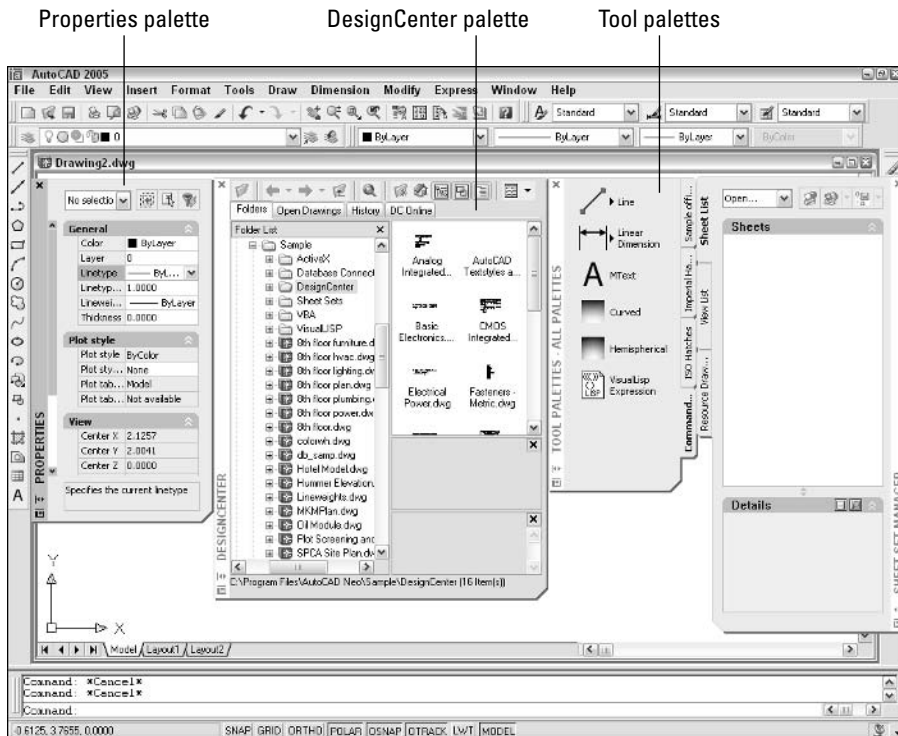 Properties palette
DesignCenter palette
Tool palettes
AutoCAD 2005
File Edit View Insert Format Tools Draw Dimension Modify Express Window Help
Standard
Standard
Standard
0
ByLayer
ByLayer
ByLayer
ByColor
Drawing2.dwg
No selectio
General
Color ByLayer
Layer 0
Linetype ByL...
Linetyp... 1.0000
Linewei... ByLayer
Thickness 0.0000
Plot style
Plot style ByColor
Plot sty... None
Plot tab... Model
Plot tab... Not available
View
Center X 2.1257
Center Y 2.0041
Center Z 0.0000
Specifies the current linetype
PROPERTIES
Folders Open Drawings History DC Online
Folder List
Sample
ActiveX
Database Connect
DesignCenter
Sheet Sets
VBA
VisualLISP
8th floor furniture.d
8th floor hvac.dwg
8th floor lighting.dw
8th floor plan.dwg
8th floor plumbing.
8th floor power.dw
8th floor.dwg
colorwh.dwg
db_samp.dwg
Hotel Model.dwg
Hummer Elevation.
Lineweights.dwg
MKMPlan.dwg
Oil Module.dwg
Plot Screening and
SPCA Site Plan.dw
Analog Integrated...
AutoCAD Textstyles a...
Basic Electronics....
CMOS Integrated...
Electrical Power.dwg
Fasteners - Metric.dwg
C:\Program Files\AutoCAD Neo\Sample\DesignCenter (16 Item(s))
DESIGNCENTER
Line
Linear Dimension
A MText
Curved
Hemispherical
LISP
VisualLisp Expression
TOOL PALETTES - ALL PALETTES
Sample offi...
Imperial Ha...
ISO Hatches
Command...
Sheet List
View List
Resource Draw...
Open...
Sheets
Details
SHEET SET MANAGER
Y
X
Model Layout1 Layout2
Command: *Cancel*
Command: *Cancel*
Command:
-0.6125, 3.7655, 0.0000
SNAP GRID ORTHO POLAR OSNAP OTRACK LWT MODEL